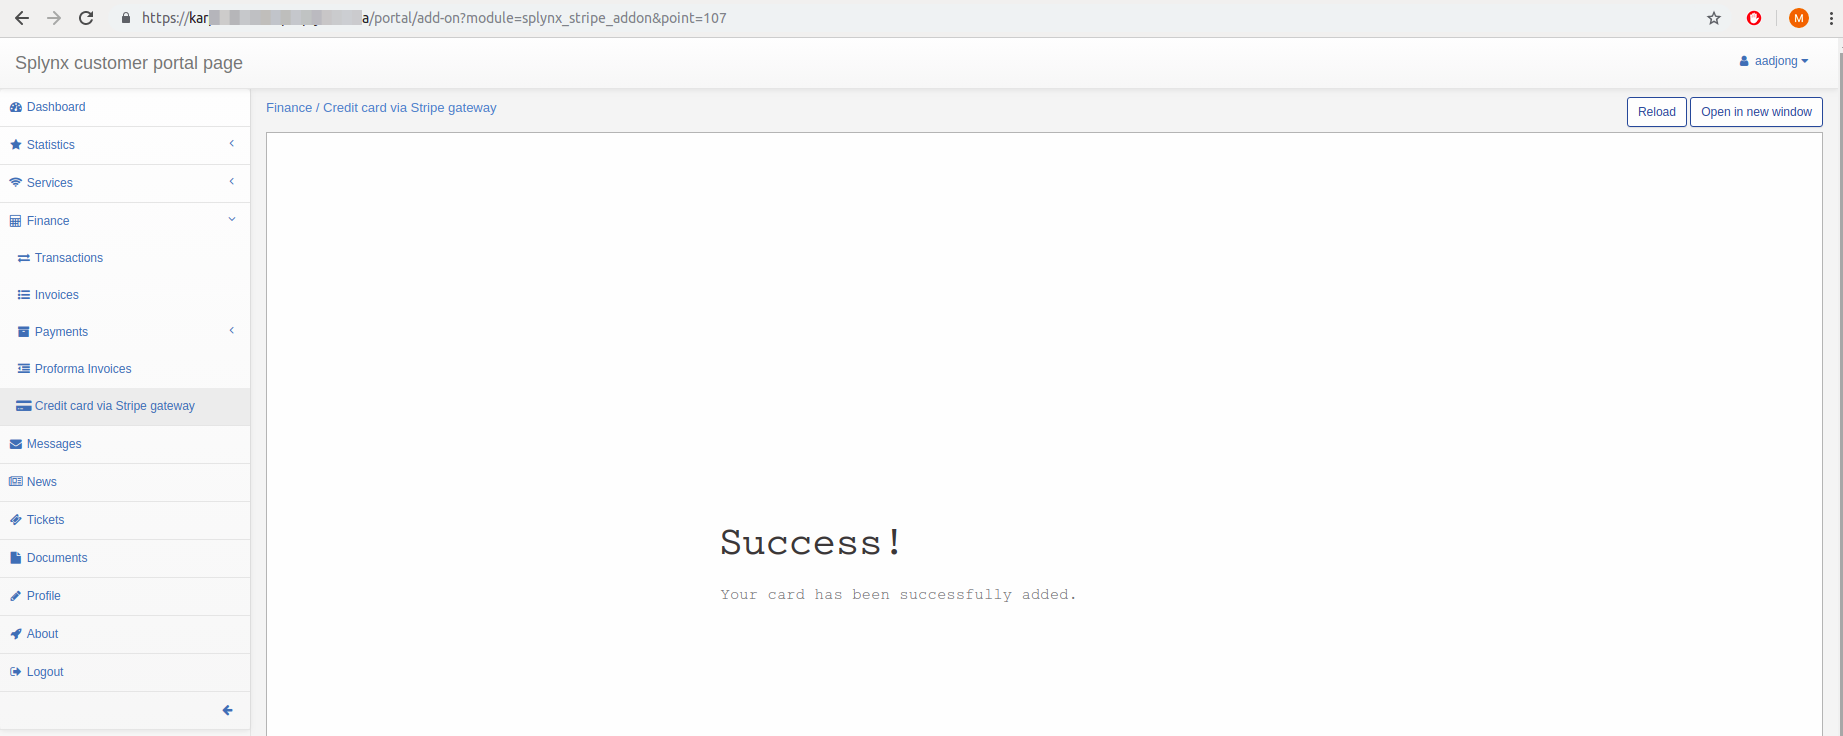 https://kar a/portal/add-on?module=splynx_stripe_addon&point=107
M
Splynx customer portal page
aadjong
Dashboard
Statistics
Services
Finance
Transactions
Invoices
Payments
Proforma Invoices
Credit card via Stripe gateway
Messages
News
Tickets
Documents
Profile
About
Logout
Finance / Credit card via Stripe gateway
Reload
Open in new window
Success!
Your card has been successfully added.